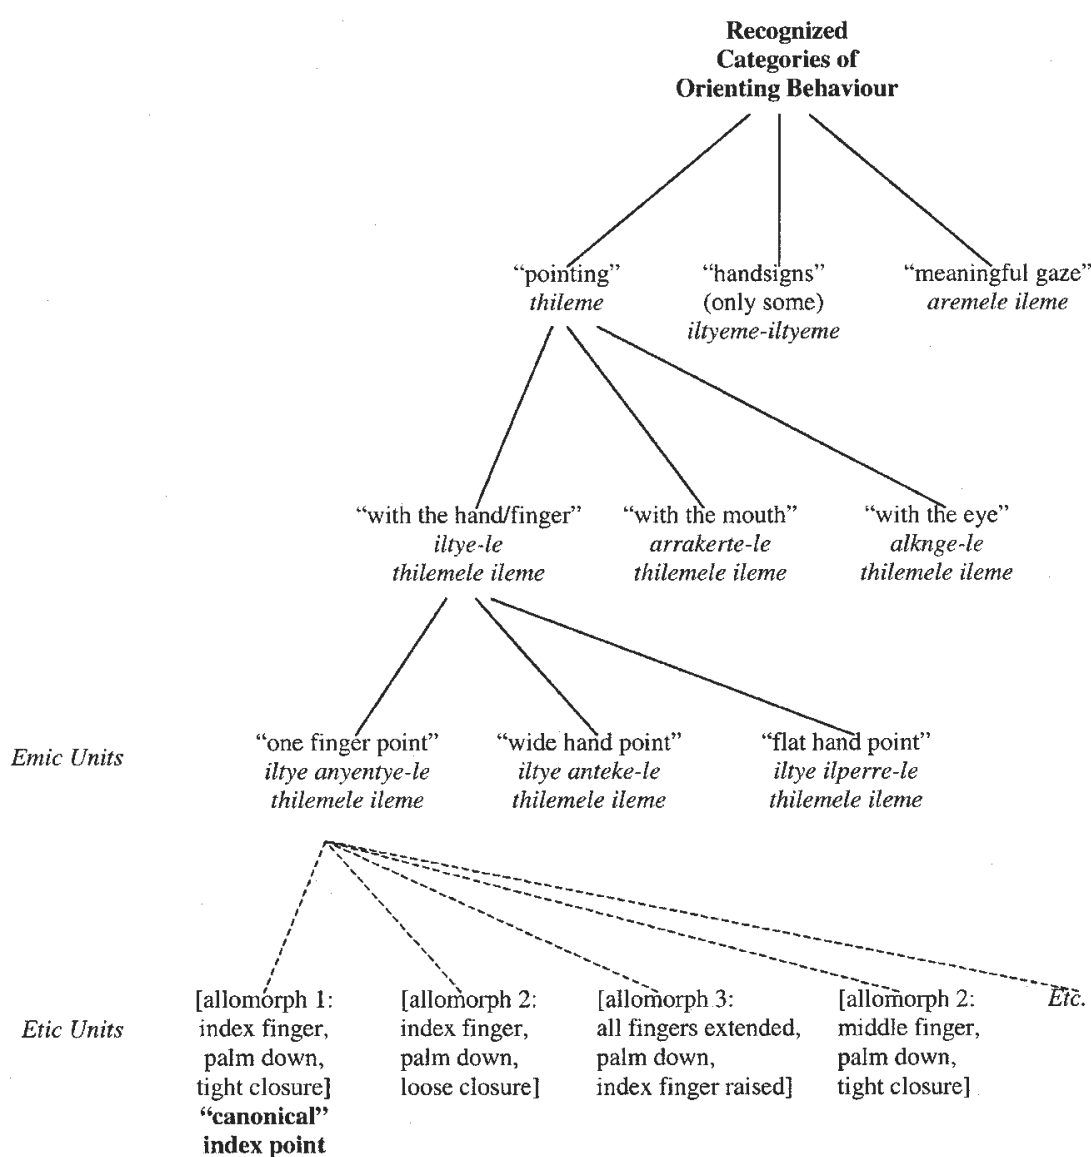 Recognized
Categories of
Orienting Behaviour
“pointing”
thileme
“handsigns”
(only some)
iltyeme-iltyeme
“meaningful gaze”
aremele ileme
“with the hand/finger”
iltye-le
thilemele ileme
“with the mouth”
arrakerte-le
thilemele ileme
“with the eye”
alknge-le
thilemele ileme
Emic Units
“one finger point”
iltye anyentye-le
thilemele ileme
“wide hand point”
iltye anteke-le
thilemele ileme
“flat hand point”
iltye ilperre-le
thilemele ileme
Etic Units
[allomorph 1:
index finger,
palm down,
tight closure]
“canonical”
index point
[allomorph 2:
index finger,
palm down,
loose closure]
[allomorph 3:
all fingers extended,
palm down,
index finger raised]
[allomorph 2:
middle finger,
palm down,
tight closure]
Etc.